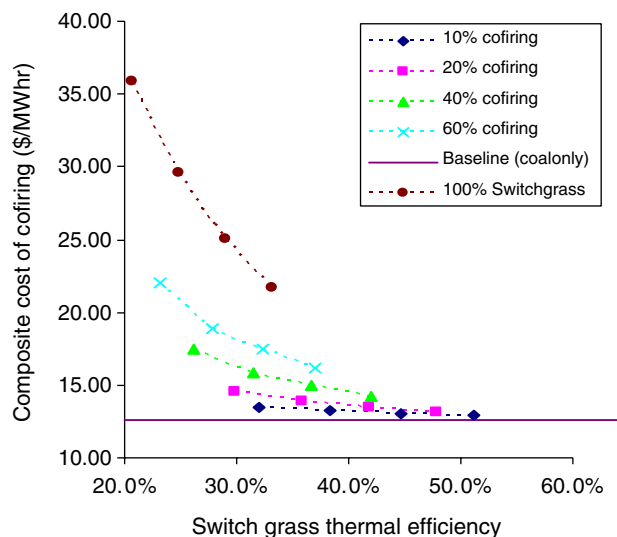 Composite cost of cofiring ($/MWhr)
40.00
35.00
30.00
25.00
20.00
15.00
10.00
20.0%
30.0%
40.0%
50.0%
60.0%
Switch grass thermal efficiency
10% cofiring
20% cofiring
40% cofiring
60% cofiring
Baseline (coalonly)
100% Switchgrass